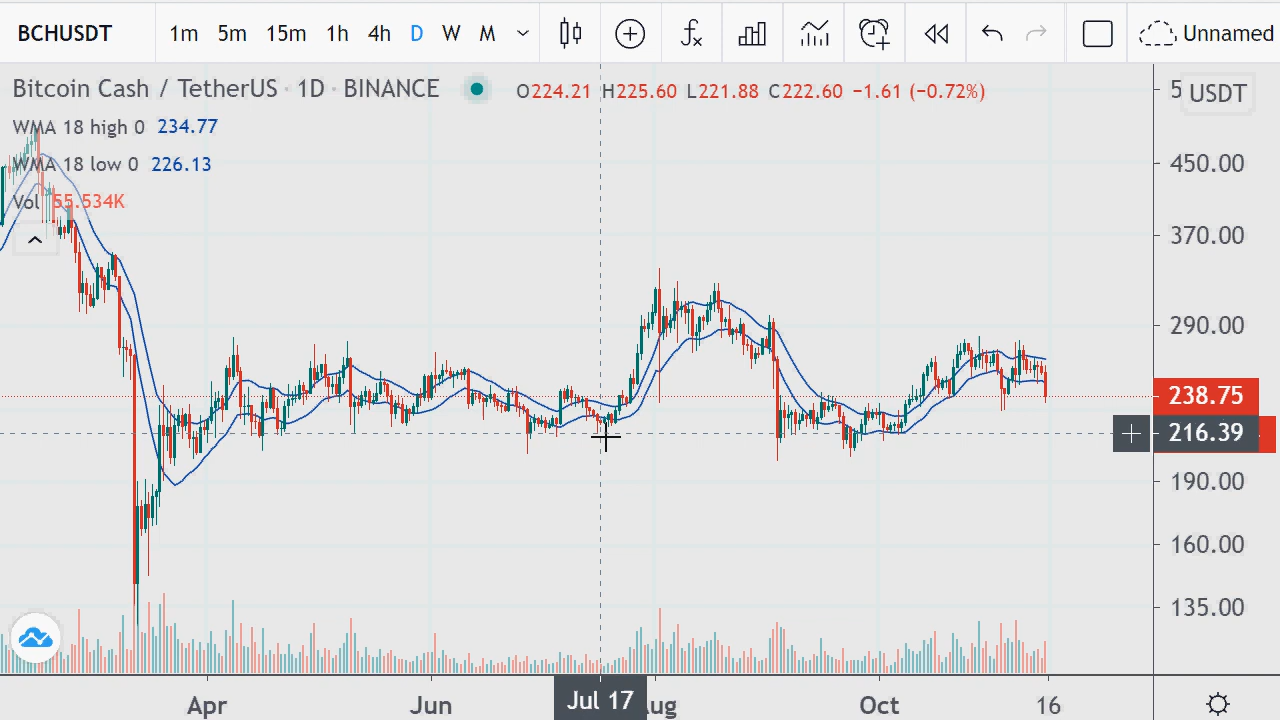 BCHUSDT 1m 5m 15m 1h 4h D W M Unnamed
Bitcoin Cash / TetherUS · 1D · BINANCE O224.21 H225.60 L221.88 C222.60 −1.61 (−0.72%)
USDT
WMA 18 high 0 234.77
WMA 18 low 0 226.13
Vol 55.534K
450.00
370.00
290.00
238.75
216.39
190.00
160.00
135.00
Apr Jun Jul 17 Aug Oct 16